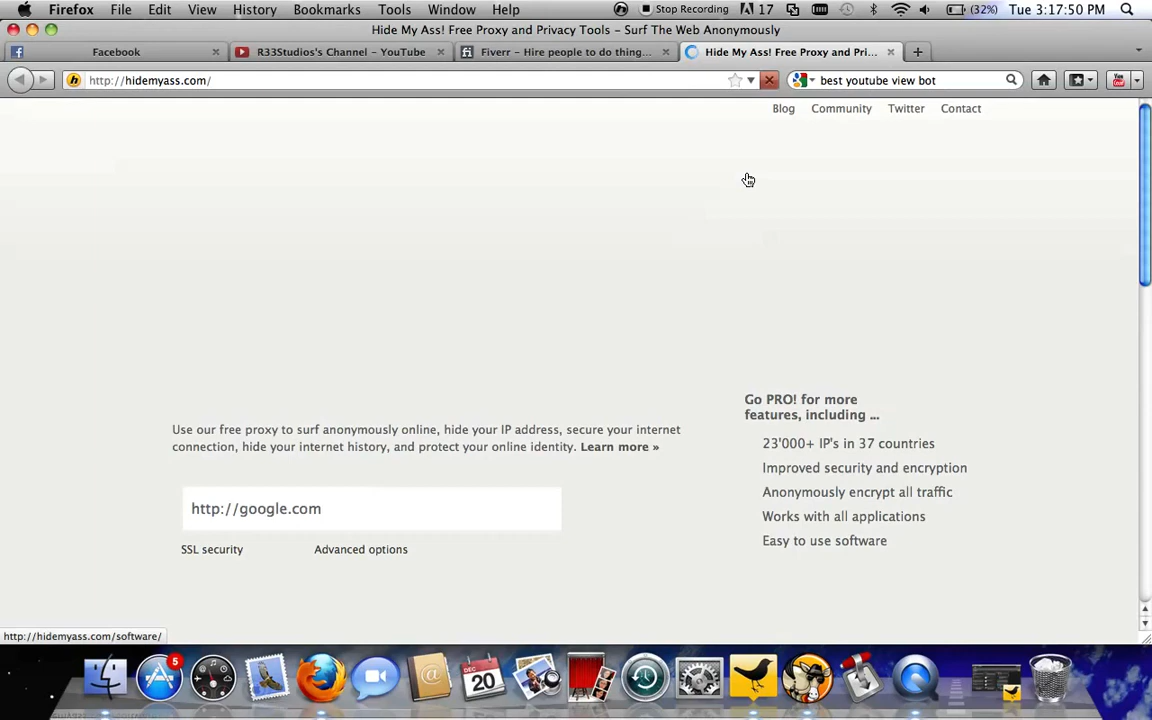 Firefox File Edit View History Bookmarks Tools Window Help Stop Recording 17 (32%) Tue 3:17:50 PM
Hide My Ass! Free Proxy and Privacy Tools – Surf The Web Anonymously
Facebook R33Studios's Channel – YouTube Fiverr – Hire people to do thing... Hide My Ass! Free Proxy and Pri...
http://hidemyass.com/ best youtube view bot
Blog Community Twitter Contact
Go PRO! for more
features, including ...
Use our free proxy to surf anonymously online, hide your IP address, secure your internet
connection, hide your internet history, and protect your online identity. Learn more »
23'000+ IP's in 37 countries
Improved security and encryption
Anonymously encrypt all traffic
Works with all applications
Easy to use software
http://google.com
SSL security Advanced options
http://hidemyass.com/software/
5
DEC
20